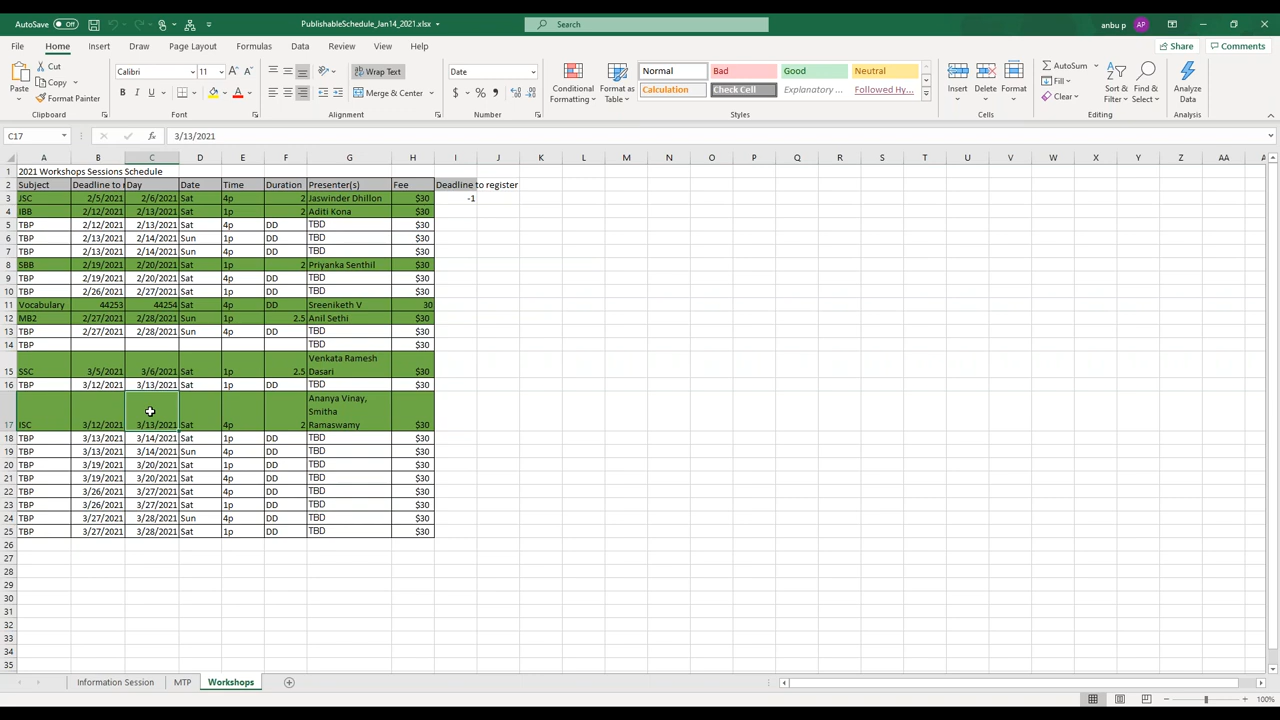 AutoSave Off PublishableSchedule_Jan14_2021.xlsx Search anbu p AP
File Home Insert Draw Page Layout Formulas Data Review View Help Share Comments
Paste Cut Copy Format Painter Clipboard
Calibri 11 B I U Font
Wrap Text Merge & Center Alignment
Date $ % Number
Conditional Formatting Format as Table
Normal Bad Good Neutral
Calculation Check Cell Explanatory ... Followed Hy...
Styles
Insert Delete Format Cells
AutoSum Fill Clear Sort & Filter Find & Select Editing
Analyze Data Analysis
C17 fx 3/13/2021
A B C D E F G H I J K L M N O P Q R S T U V W X Y Z AA
1 2021 Workshops Sessions Schedule
2 Subject Deadline to r Day Date Time Duration Presenter(s) Fee Deadline to register
3 JSC 2/5/2021 2/6/2021 Sat 4p 2 Jaswinder Dhillon $30 -1
4 IBB 2/12/2021 2/13/2021 Sat 1p 2 Aditi Kona $30
5 TBP 2/12/2021 2/13/2021 Sat 4p DD TBD $30
6 TBP 2/13/2021 2/14/2021 Sun 1p DD TBD $30
7 TBP 2/13/2021 2/14/2021 Sun 4p DD TBD $30
8 SBB 2/19/2021 2/20/2021 Sat 1p 2 Priyanka Senthil $30
9 TBP 2/19/2021 2/20/2021 Sat 4p DD TBD $30
10 TBP 2/26/2021 2/27/2021 Sat 1p DD TBD $30
11 Vocabulary 44253 44254 Sat 4p DD Sreeniketh V 30
12 MB2 2/27/2021 2/28/2021 Sun 1p 2.5 Anil Sethi $30
13 TBP 2/27/2021 2/28/2021 Sun 4p DD TBD $30
14 TBP TBD $30
Venkata Ramesh
15 SSC 3/5/2021 3/6/2021 Sat 1p 2.5 Dasari $30
16 TBP 3/12/2021 3/13/2021 Sat 1p DD TBD $30
Ananya Vinay,
Smitha
17 ISC 3/12/2021 3/13/2021 Sat 4p 2 Ramaswamy $30
18 TBP 3/13/2021 3/14/2021 Sat 1p DD TBD $30
19 TBP 3/13/2021 3/14/2021 Sun 4p DD TBD $30
20 TBP 3/19/2021 3/20/2021 Sat 1p DD TBD $30
21 TBP 3/19/2021 3/20/2021 Sat 4p DD TBD $30
22 TBP 3/26/2021 3/27/2021 Sat 4p DD TBD $30
23 TBP 3/26/2021 3/27/2021 Sat 1p DD TBD $30
24 TBP 3/27/2021 3/28/2021 Sun 4p DD TBD $30
25 TBP 3/27/2021 3/28/2021 Sat 1p DD TBD $30
26
27
28
29
30
31
32
33
34
35
Information Session MTP Workshops
100%